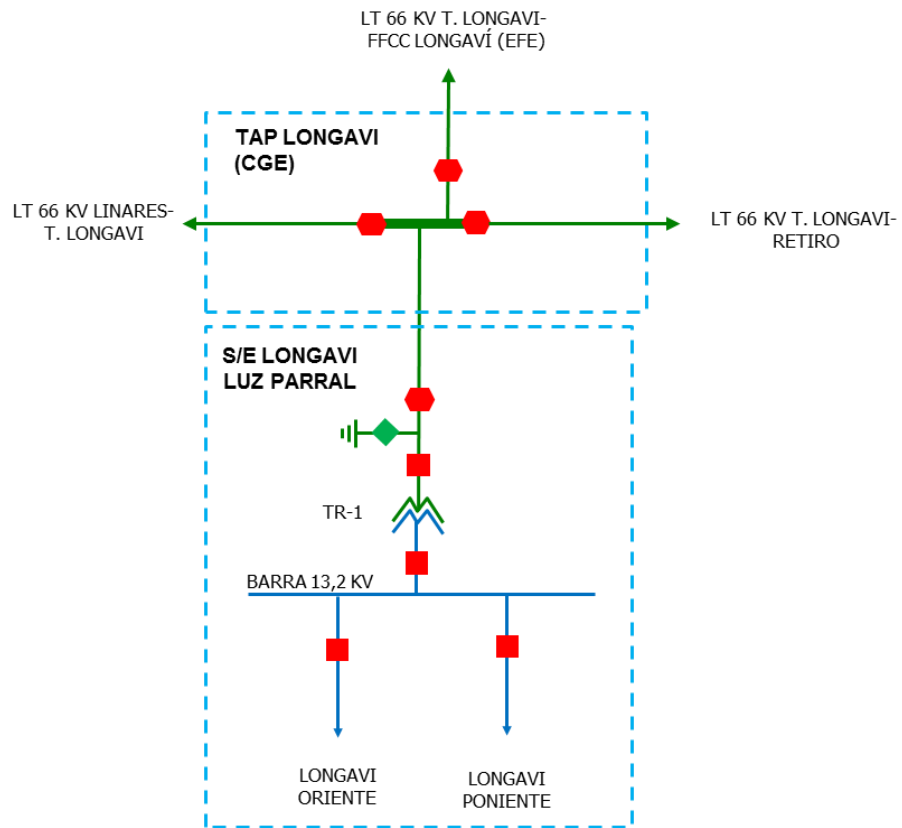 LT 66 KV T. LONGAVI-
FFCC LONGAVÍ (EFE)
TAP LONGAVI
(CGE)
LT 66 KV LINARES-
T. LONGAVI
LT 66 KV T. LONGAVI-
RETIRO
S/E LONGAVI
LUZ PARRAL
TR-1
BARRA 13,2 KV
LONGAVI
ORIENTE
LONGAVI
PONIENTE